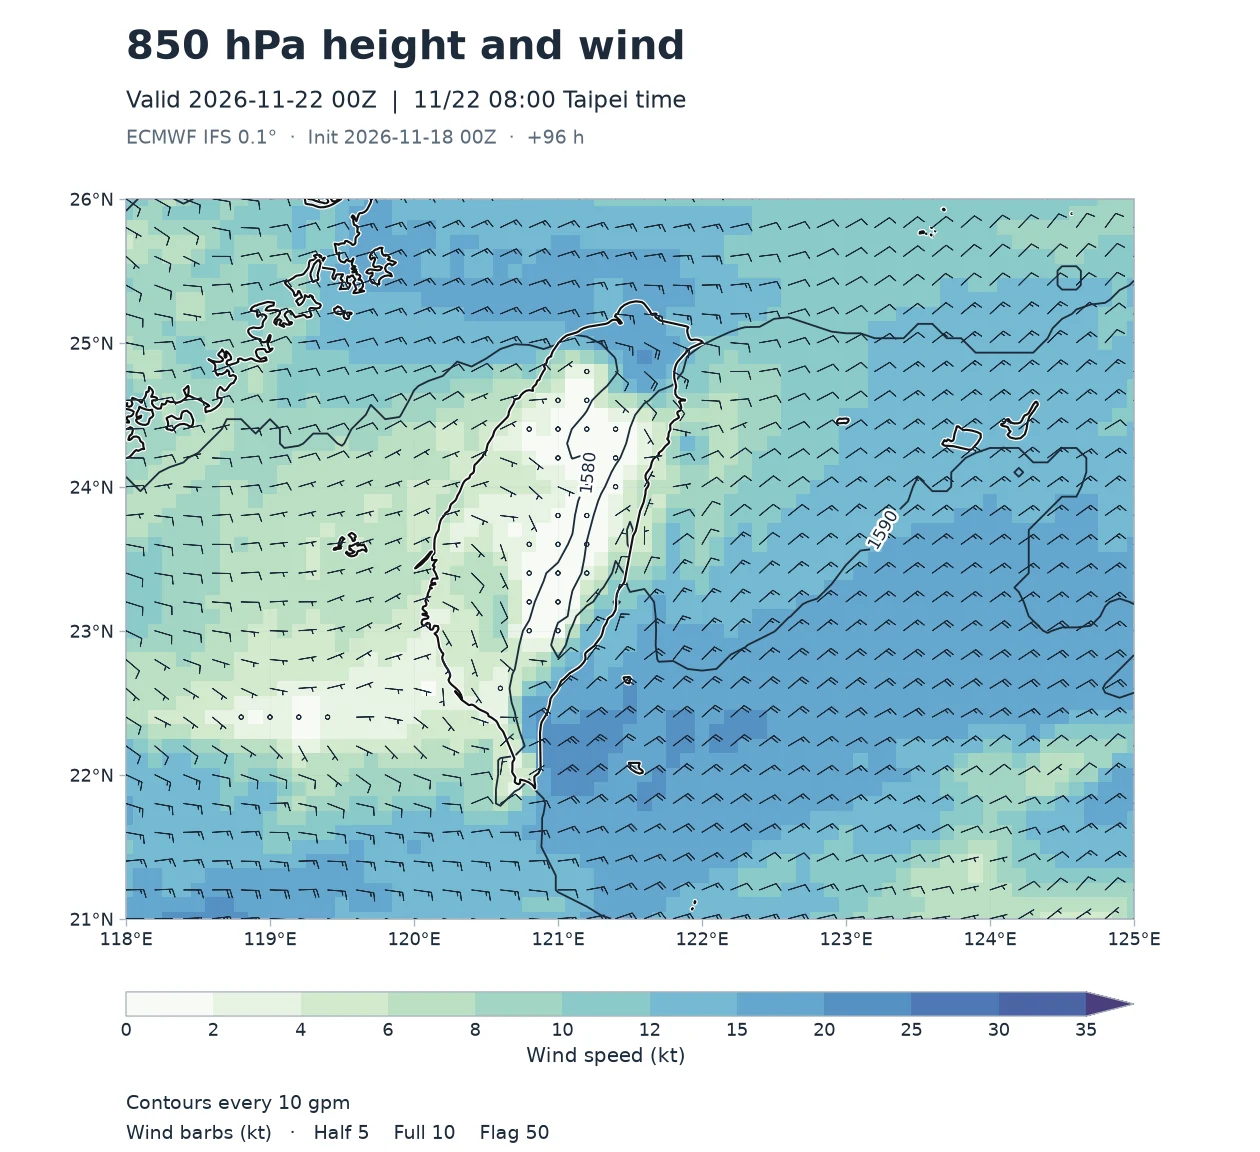 850 hPa height and wind
Valid 2026-11-22 00Z | 11/22 08:00 Taipei time
ECMWF IFS 0.1° · Init 2026-11-18 00Z · +96 h
26°N
25°N
24°N
23°N
22°N
21°N
1580
1590
118°E 119°E 120°E 121°E 122°E 123°E 124°E 125°E
0 2 4 6 8 10 12 15 20 25 30 35
Wind speed (kt)
Contours every 10 gpm
Wind barbs (kt) · Half 5 Full 10 Flag 50